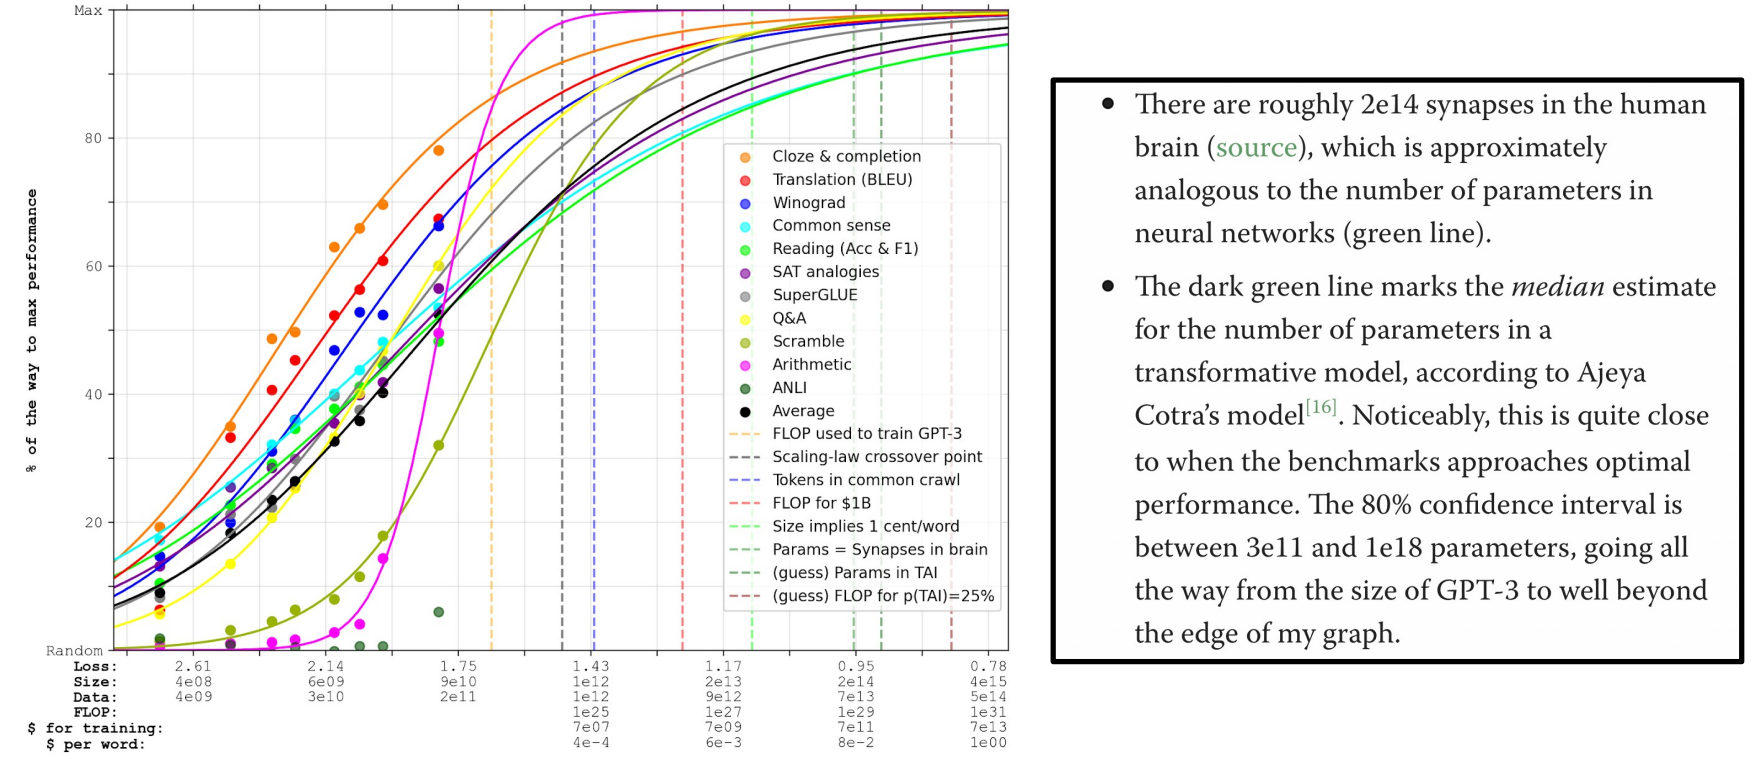 Max
80
60
40
20
Random
% of the way to max performance
Cloze & completion
Translation (BLEU)
Winograd
Common sense
Reading (Acc & F1)
SAT analogies
SuperGLUE
Q&A
Scramble
Arithmetic
ANLI
Average
FLOP used to train GPT-3
Scaling-law crossover point
Tokens in common crawl
FLOP for $1B
Size implies 1 cent/word
Params = Synapses in brain
(guess) Params in TAI
(guess) FLOP for p(TAI)=25%
Loss: 2.61 2.14 1.75 1.43 1.17 0.95 0.78
Size: 4e08 6e09 9e10 1e12 2e13 2e14 4e15
Data: 4e09 3e10 2e11 1e12 9e12 7e13 5e14
FLOP: 1e25 1e27 1e29 1e31
$ for training: 7e07 7e09 7e11 7e13
$ per word: 4e-4 6e-3 8e-2 1e00
• There are roughly 2e14 synapses in the human
brain (source), which is approximately
analogous to the number of parameters in
neural networks (green line).
• The dark green line marks the median estimate
for the number of parameters in a
transformative model, according to Ajeya
Cotra’s model[16]. Noticeably, this is quite close
to when the benchmarks approaches optimal
performance. The 80% confidence interval is
between 3e11 and 1e18 parameters, going all
the way from the size of GPT-3 to well beyond
the edge of my graph.